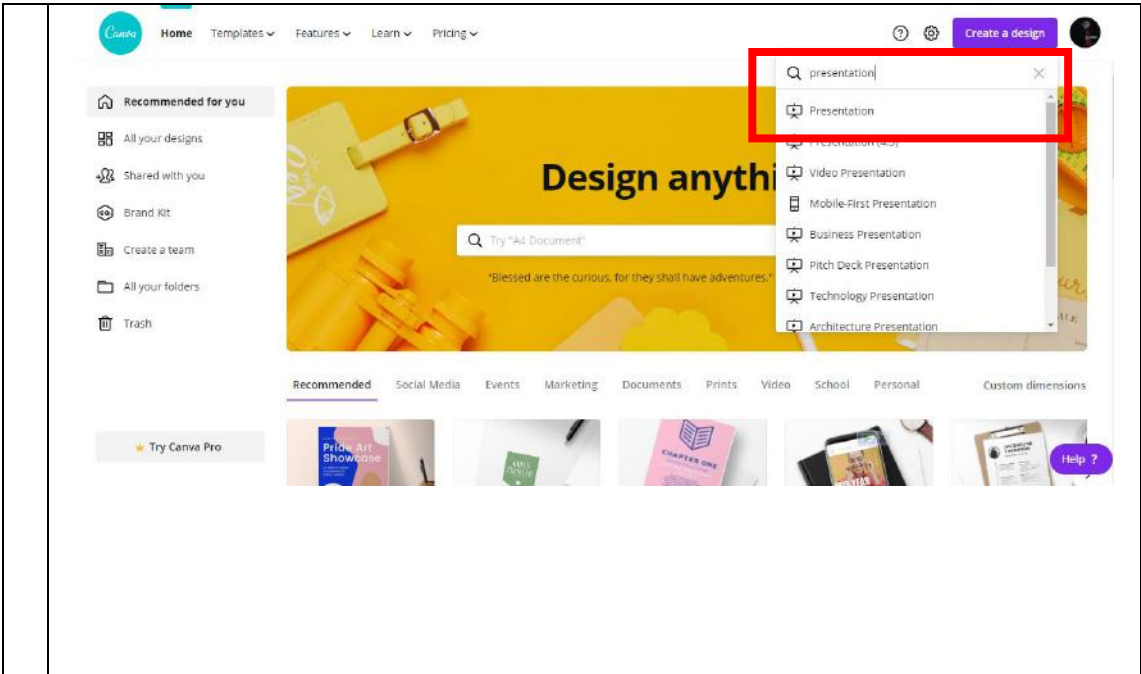 Canva Home Templates Features Learn Pricing Create a design
presentation
Recommended for you
All your designs
Shared with you
Brand Kit
Create a team
All your folders
Trash
Try Canva Pro
Design anythi
Try "A4 Document"
"Blessed are the curious, for they shall have adventures."
Presentation
Presentation (4:3)
Video Presentation
Mobile-First Presentation
Business Presentation
Pitch Deck Presentation
Technology Presentation
Architecture Presentation
Recommended Social Media Events Marketing Documents Prints Video School Personal Custom dimensions
Pride Art
Showcase
CHAPTER ONE
Help ?